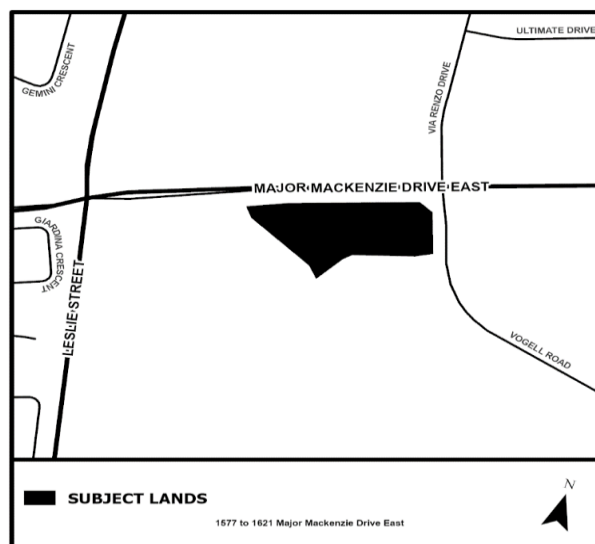 ULTIMATE DRIVE
GEMINI CRESCENT
VIA RENZO DRIVE
MAJOR MACKENZIE DRIVE EAST
GIARDINA CRESCENT
LESLIE STREET
VOGELL ROAD
SUBJECT LANDS
N
1577 to 1621 Major Mackenzie Drive East